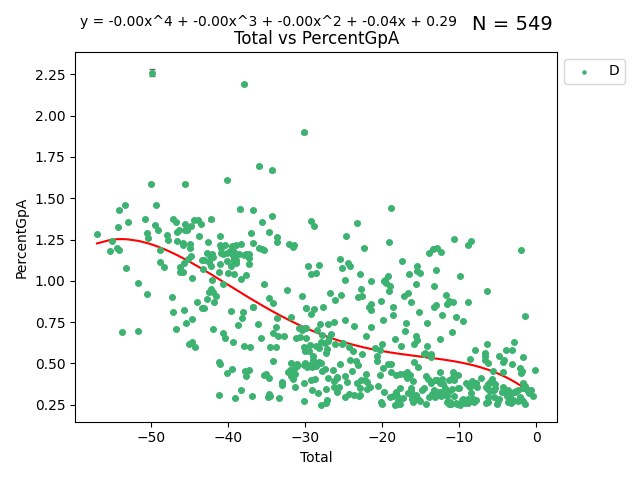 y = -0.00x^4 + -0.00x^3 + -0.00x^2 + -0.04x + 0.29
N = 549
Total vs PercentGpA
D
PercentGpA
2.25
2.00
1.75
1.50
1.25
1.00
0.75
0.50
0.25
−50 −40 −30 −20 −10 0
Total